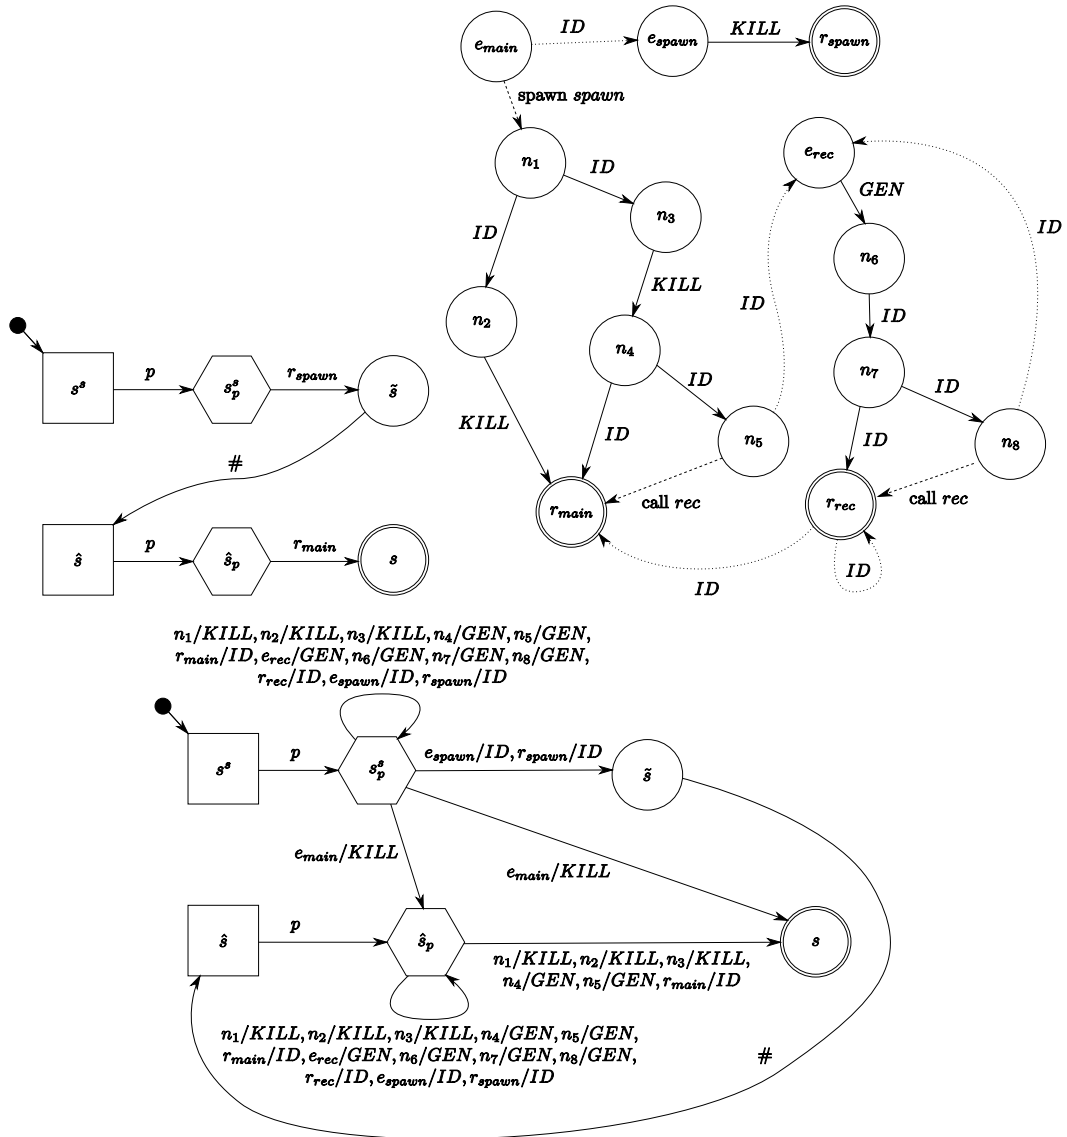 e_main
ID
e_spawn
KILL
r_spawn
spawn spawn
n_1
ID
n_3
e_rec
GEN
ID
n_6
ID
n_2
KILL
ID
ID
n_4
n_7
ID
ID
s^s
p
s^s_p
r_spawn
s̃
KILL
ID
n_5
ID
n_8
#
call rec
call rec
r_main
r_rec
ŝ
p
ŝ_p
r_main
s
ID
ID
n_1/KILL, n_2/KILL, n_3/KILL, n_4/GEN, n_5/GEN,
r_main/ID, e_rec/GEN, n_6/GEN, n_7/GEN, n_8/GEN,
r_rec/ID, e_spawn/ID, r_spawn/ID
s^s
p
s^s_p
e_spawn/ID, r_spawn/ID
s̃
e_main/KILL
e_main/KILL
ŝ
p
ŝ_p
s
n_1/KILL, n_2/KILL, n_3/KILL,
n_4/GEN, n_5/GEN, r_main/ID
n_1/KILL, n_2/KILL, n_3/KILL, n_4/GEN, n_5/GEN,
r_main/ID, e_rec/GEN, n_6/GEN, n_7/GEN, n_8/GEN,
r_rec/ID, e_spawn/ID, r_spawn/ID
#